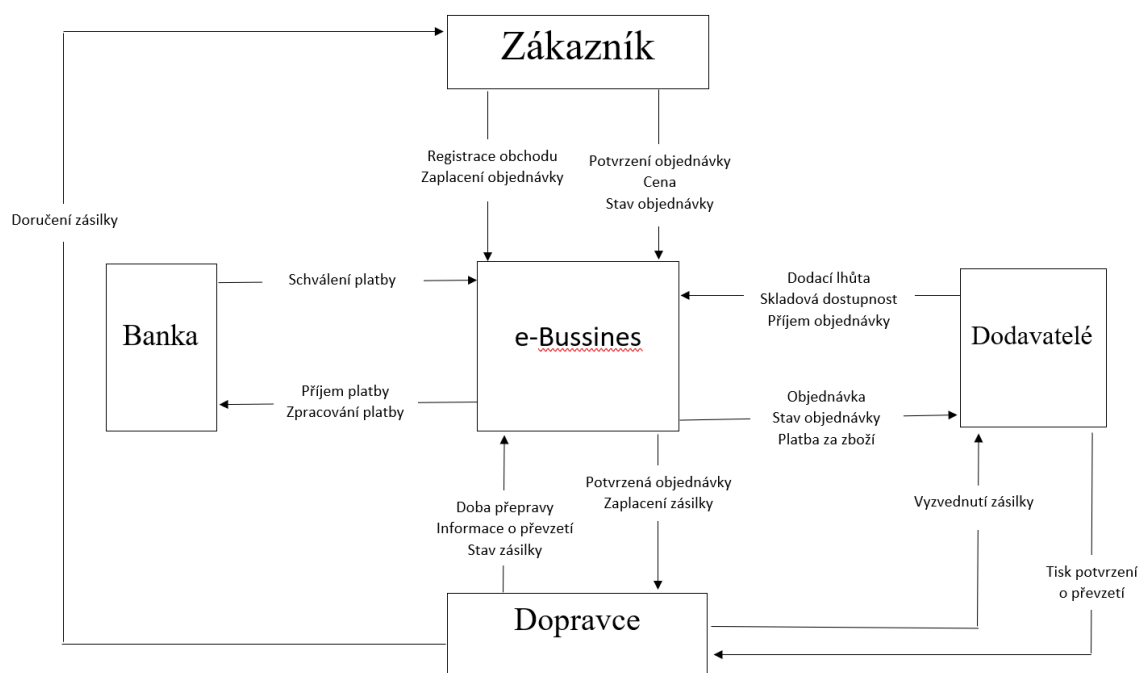 Zákazník
Registrace obchodu
Zaplacení objednávky
Potvrzení objednávky
Cena
Stav objednávky
Doručení zásilky
Schválení platby
Dodací lhůta
Skladová dostupnost
Příjem objednávky
Banka
e-Bussines
Dodavatelé
Příjem platby
Zpracování platby
Objednávka
Stav objednávky
Platba za zboží
Doba přepravy
Informace o převzetí
Stav zásilky
Potvrzená objednávky
Zaplacení zásilky
Vyzvednutí zásilky
Tisk potvrzení
o převzetí
Dopravce